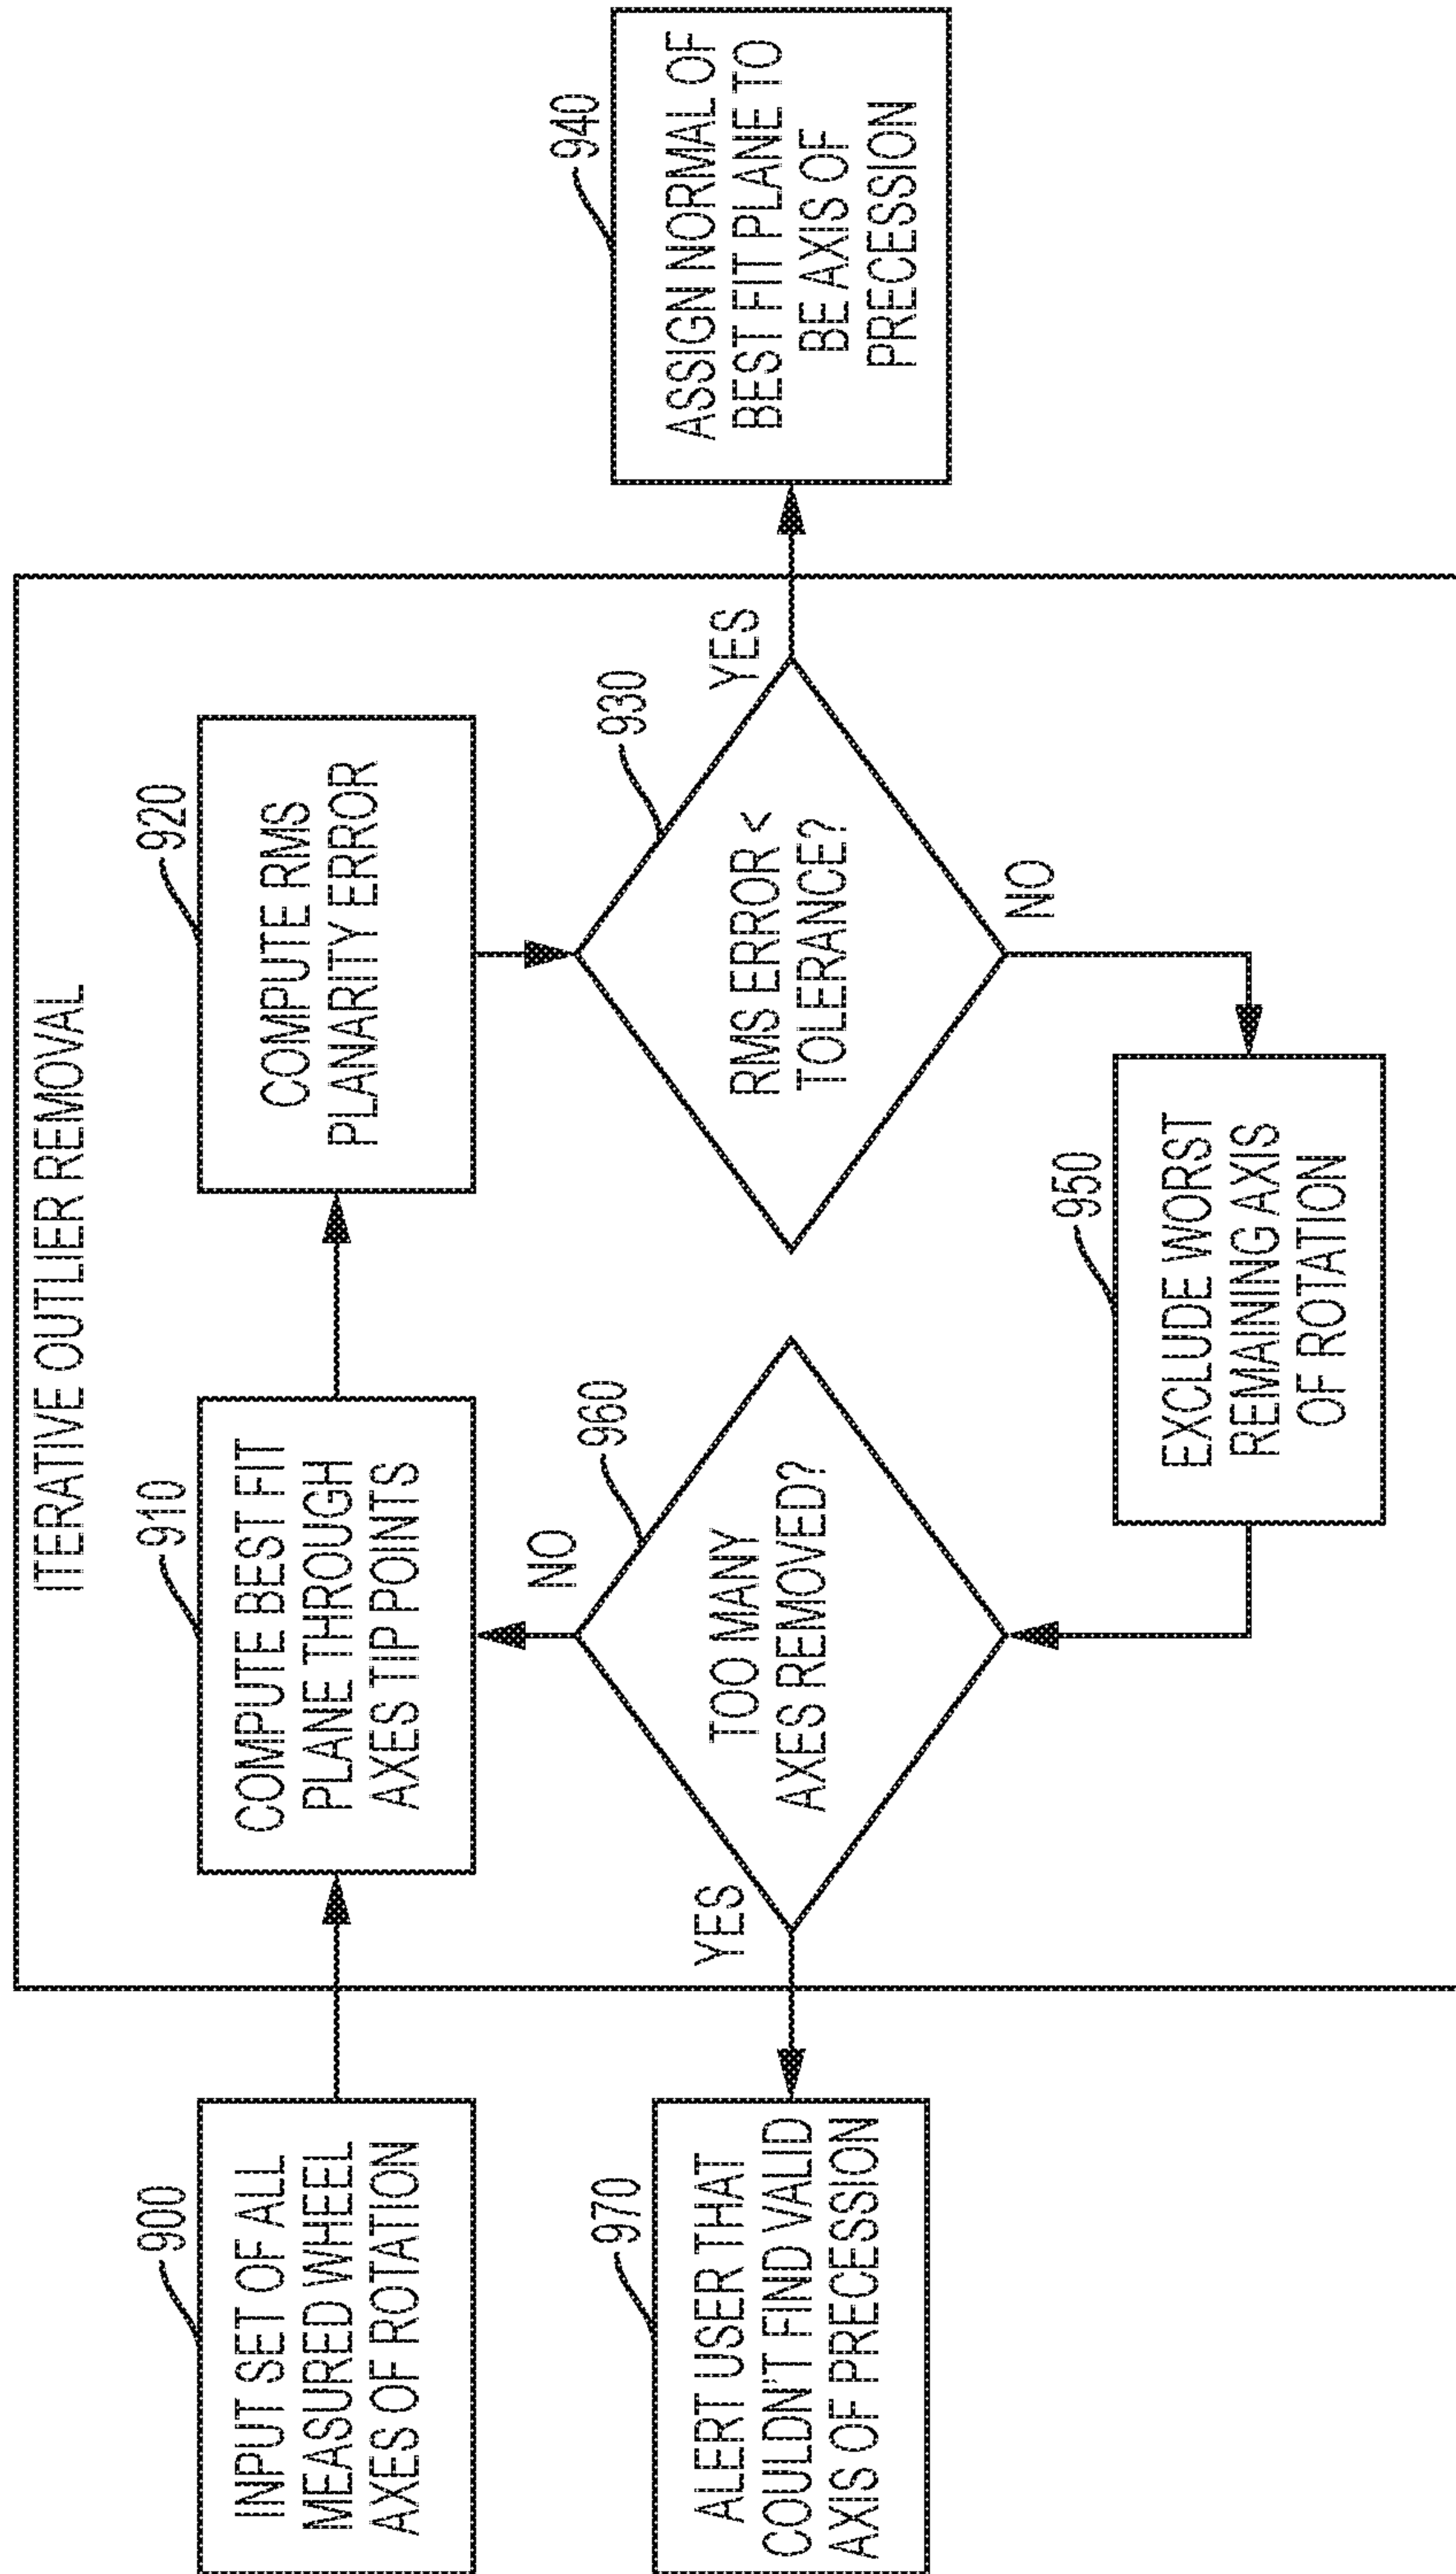 ITERATIVE OUTLIER REMOVAL
900
INPUT SET OF ALL
MEASURED WHEEL
AXES OF ROTATION
910
COMPUTE BEST FIT
PLANE THROUGH
AXES TIP POINTS
920
COMPUTE RMS
PLANARITY ERROR
930
RMS ERROR <
TOLERANCE?
YES
NO
940
ASSIGN NORMAL OF
BEST FIT PLANE TO
BE AXIS OF
PRECESSION
950
EXCLUDE WORST
REMAINING AXIS
OF ROTATION
960
TOO MANY
AXES REMOVED?
NO
YES
970
ALERT USER THAT
COULDN'T FIND VALID
AXIS OF PRECESSION